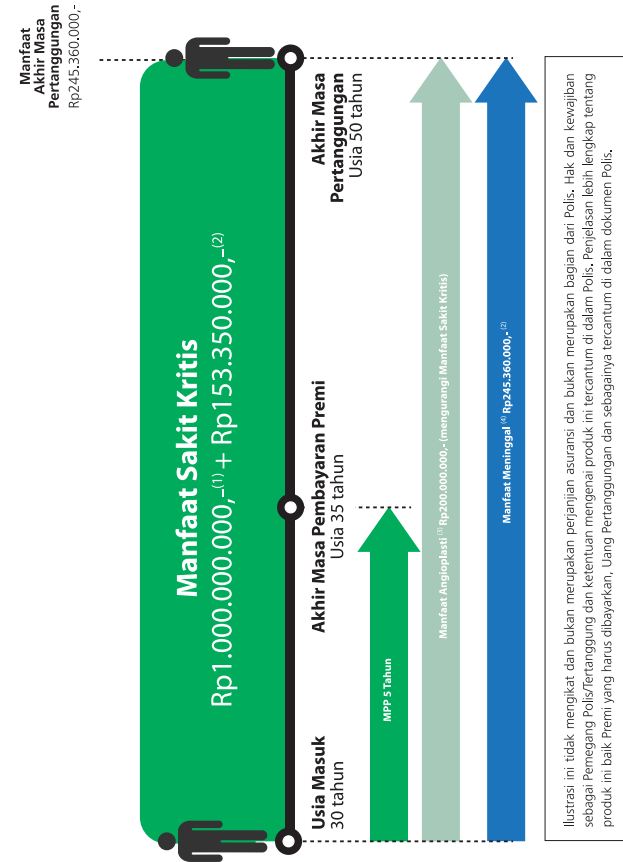 Manfaat
Akhir Masa
Pertanggungan
Rp245.360.000,-
Manfaat Sakit Kritis
Rp1.000.000.000,-(1) + Rp153.350.000,-(2)
Usia Masuk
30 tahun
Akhir Masa Pembayaran Premi
Usia 35 tahun
Akhir Masa
Pertanggungan
Usia 50 tahun
MPP 5 Tahun
Manfaat Angioplasti (3) Rp200.000.000,- (mengurangi Manfaat Sakit Kritis)
Manfaat Meninggal (4) Rp245.360.000,- (2)
Ilustrasi ini tidak mengikat dan bukan merupakan perjanjian asuransi dan bukan merupakan bagian dari Polis. Hak dan kewajiban
sebagai Pemegang Polis/Tertanggung dan ketentuan mengenai produk ini tercantum di dalam Polis. Penjelasan lebih lengkap tentang
produk ini baik Premi yang harus dibayarkan, Uang Pertanggungan dan sebagainya tercantum di dalam dokumen Polis.